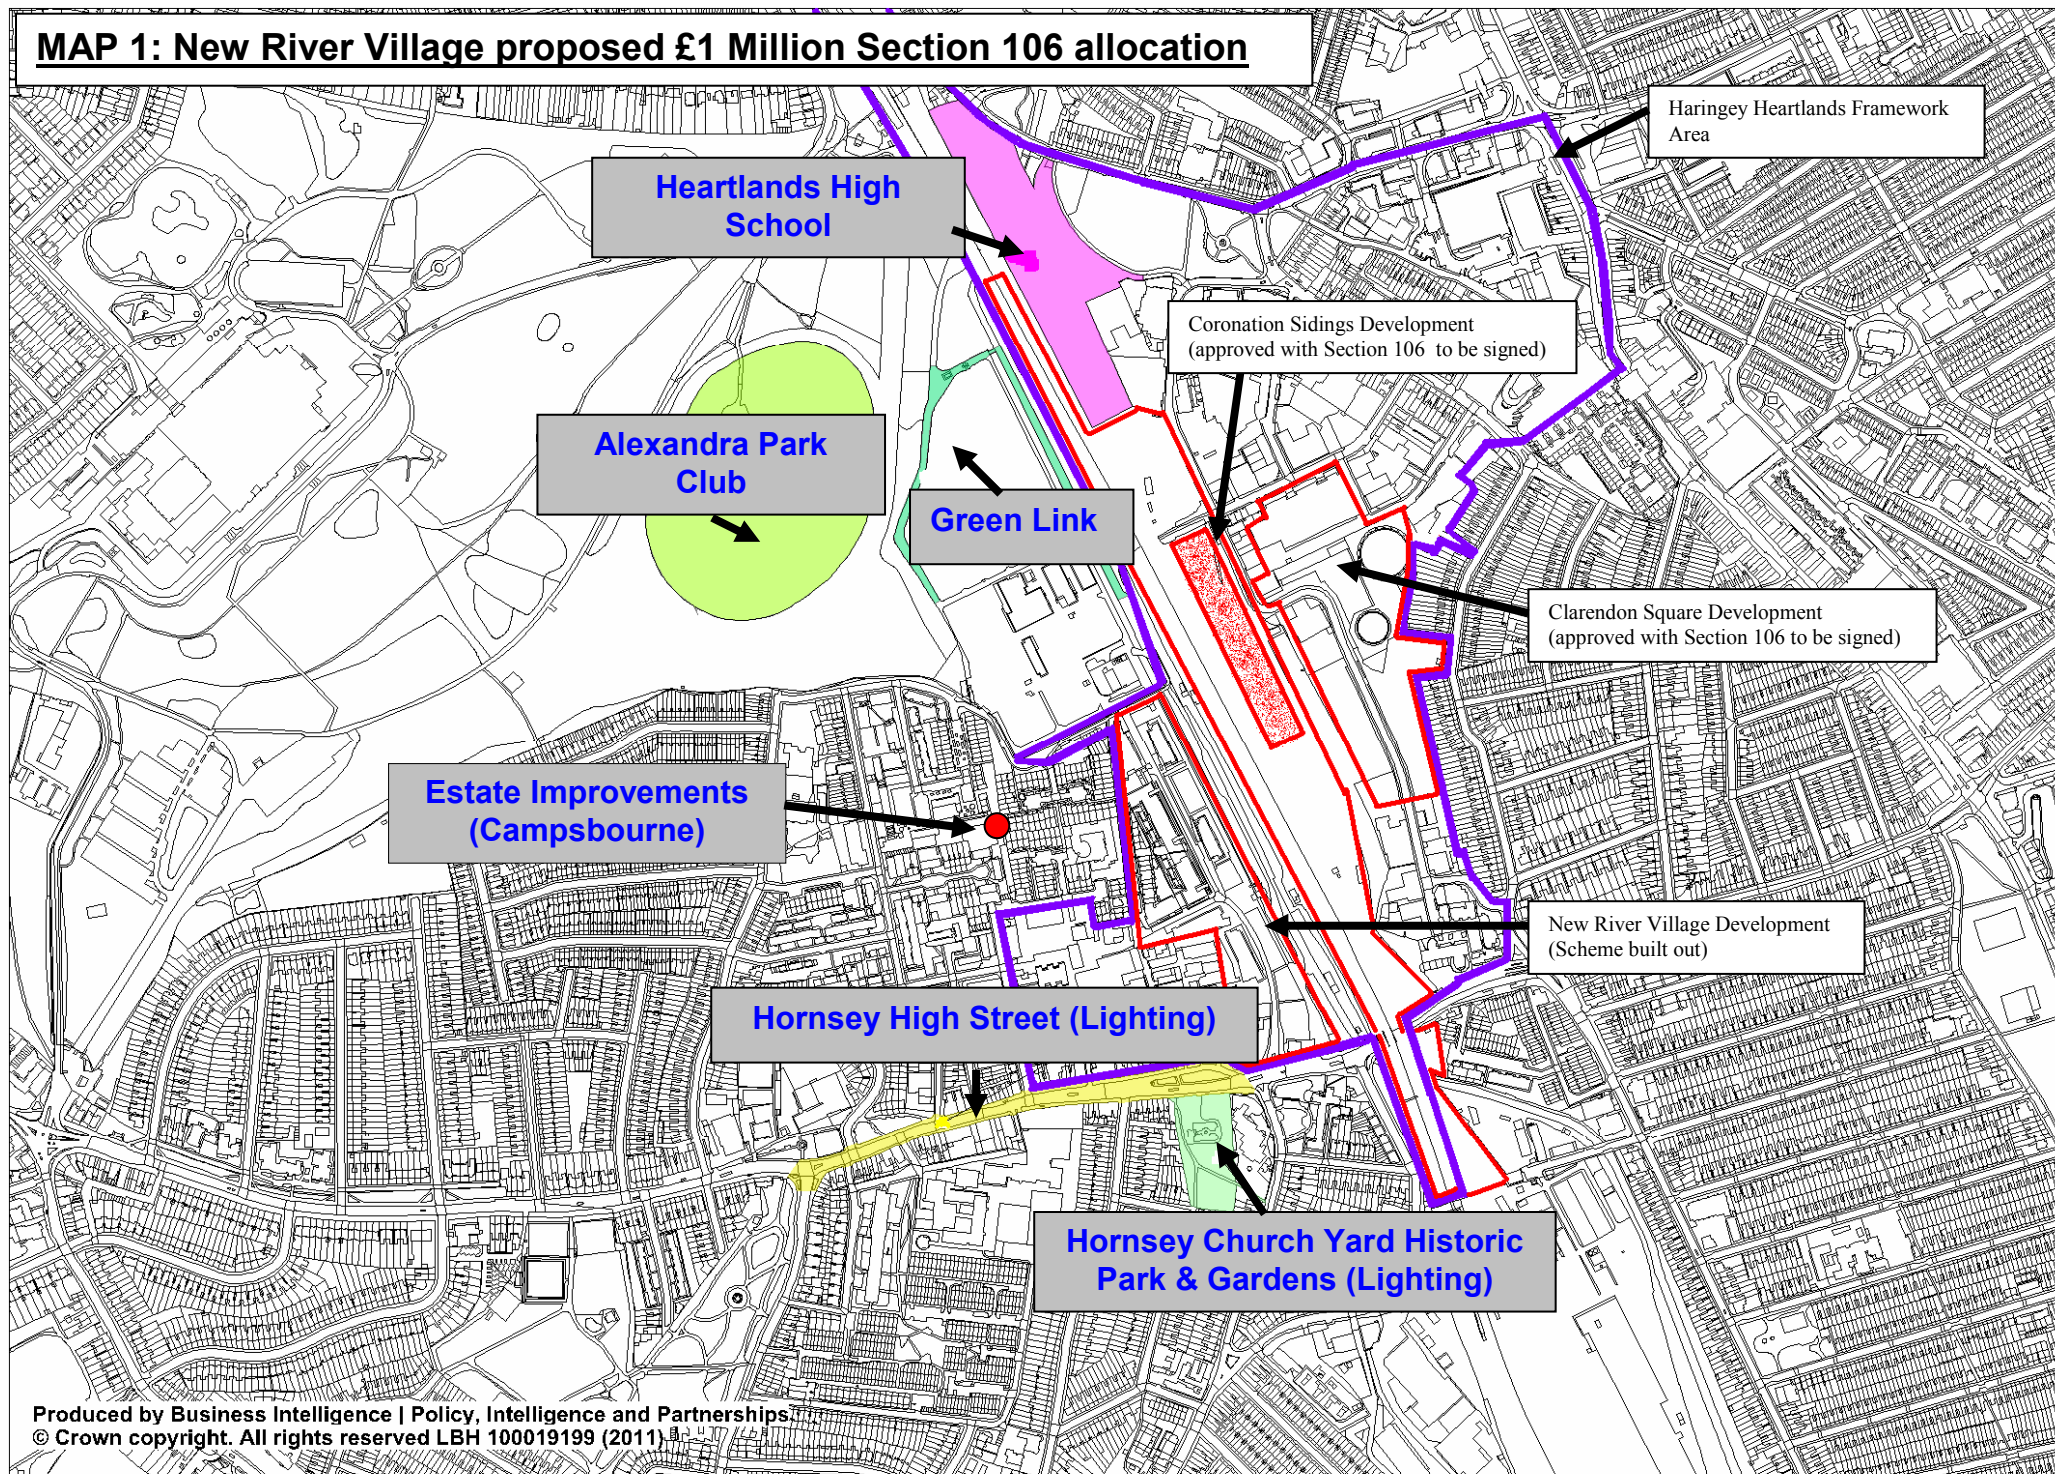 MAP 1: New River Village proposed £1 Million Section 106 allocation
Haringey Heartlands Framework
Area
Heartlands High
School
Coronation Sidings Development
(approved with Section 106 to be signed)
Alexandra Park
Club
Green Link
Clarendon Square Development
(approved with Section 106 to be signed)
Estate Improvements
(Campsbourne)
New River Village Development
(Scheme built out)
Hornsey High Street (Lighting)
Hornsey Church Yard Historic
Park & Gardens (Lighting)
Produced by Business Intelligence | Policy, Intelligence and Partnerships
© Crown copyright. All rights reserved LBH 100019199 (2011)